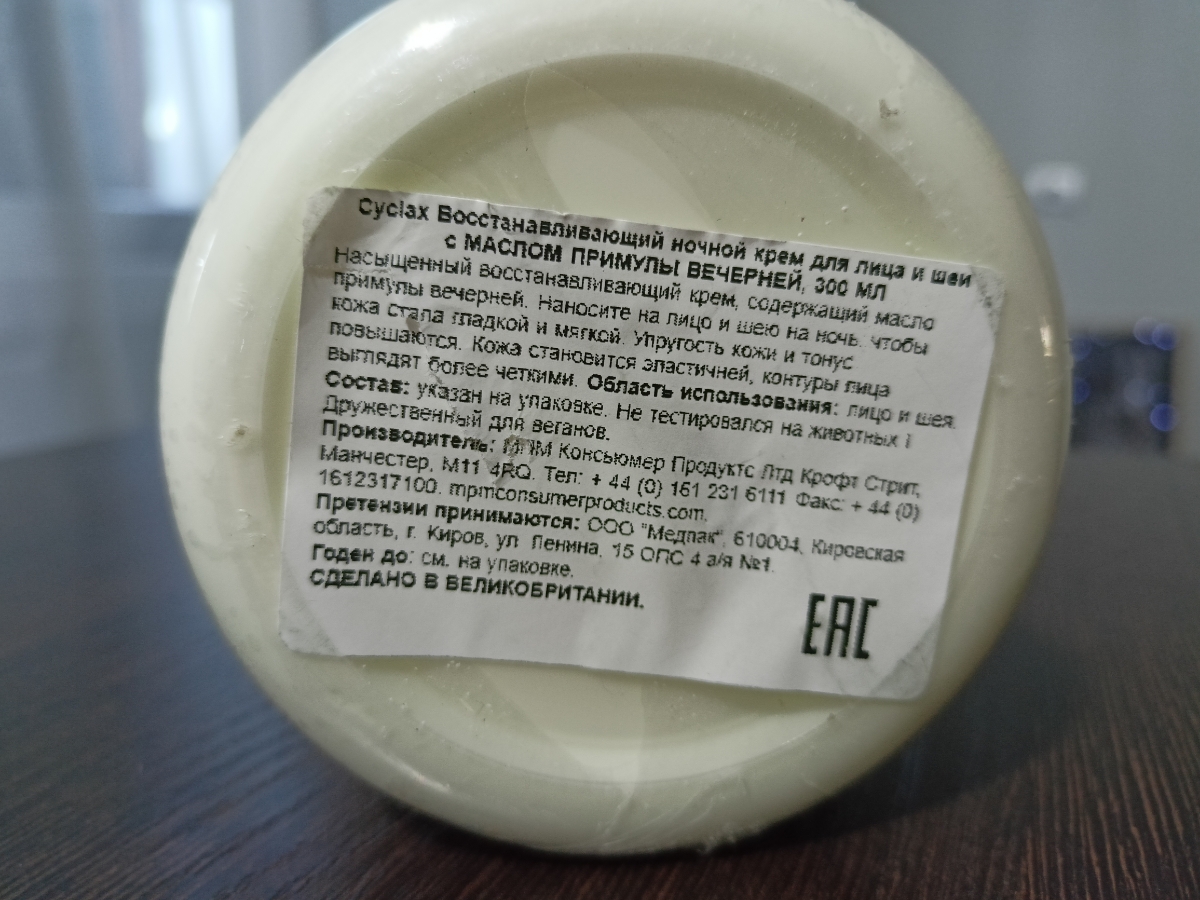 Cyclax Восстанавливающий ночной крем для лица и шеи
с МАСЛОМ ПРИМУЛЫ ВЕЧЕРНЕЙ, 300 МЛ
Насыщенный восстанавливающий крем, содержащий масло
примулы вечерней. Наносите на лицо и шею на ночь, чтобы
кожа стала гладкой и мягкой. Упругость кожи и тонус
повышаются. Кожа становится эластичней, контуры лица
выглядят более четкими. Область использования: лицо и шея.
Состав: указан на упаковке. Не тестировался на животных !
Дружественный для веганов.
Производитель: МПМ Консьюмер Продуктс Лтд Крофт Стрит,
Манчестер, M11 4RQ. Тел: + 44 (0) 161 231 6111 Факс: + 44 (0)
1612317100. mpmconsumerproducts.com.
Претензии принимаются: ООО "Медпак", 610004, Кировская
область, г. Киров, ул. Ленина, 15 ОПС 4 а/я №1.
Годен до: см. на упаковке.
СДЕЛАНО В ВЕЛИКОБРИТАНИИ.
EAC